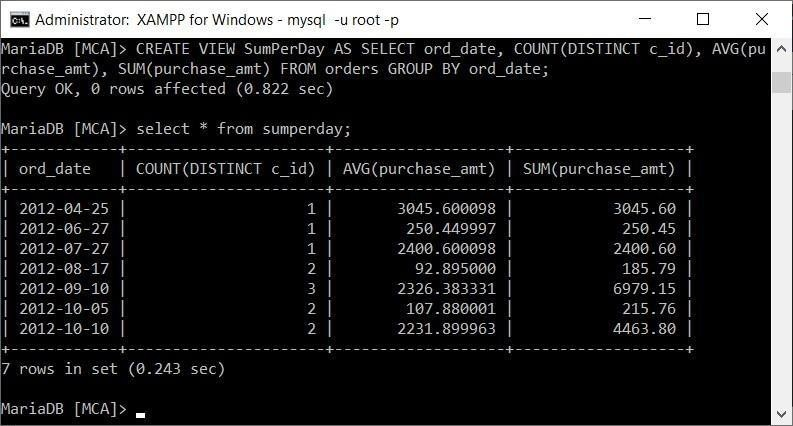 Administrator: XAMPP for Windows - mysql  -u root -p
MariaDB [MCA]> CREATE VIEW SumPerDay AS SELECT ord_date, COUNT(DISTINCT c_id), AVG(pu
rchase_amt), SUM(purchase_amt) FROM orders GROUP BY ord_date;
Query OK, 0 rows affected (0.822 sec)

MariaDB [MCA]> select * from sumperday;
+------------+----------------------+-------------------+-------------------+
| ord_date   | COUNT(DISTINCT c_id) | AVG(purchase_amt) | SUM(purchase_amt) |
+------------+----------------------+-------------------+-------------------+
| 2012-04-25 |                    1 |       3045.600098 |           3045.60 |
| 2012-06-27 |                    1 |        250.449997 |            250.45 |
| 2012-07-27 |                    1 |       2400.600098 |           2400.60 |
| 2012-08-17 |                    2 |         92.895000 |            185.79 |
| 2012-09-10 |                    3 |       2326.383331 |           6979.15 |
| 2012-10-05 |                    2 |        107.880001 |            215.76 |
| 2012-10-10 |                    2 |       2231.899963 |           4463.80 |
+------------+----------------------+-------------------+-------------------+
7 rows in set (0.243 sec)

MariaDB [MCA]>